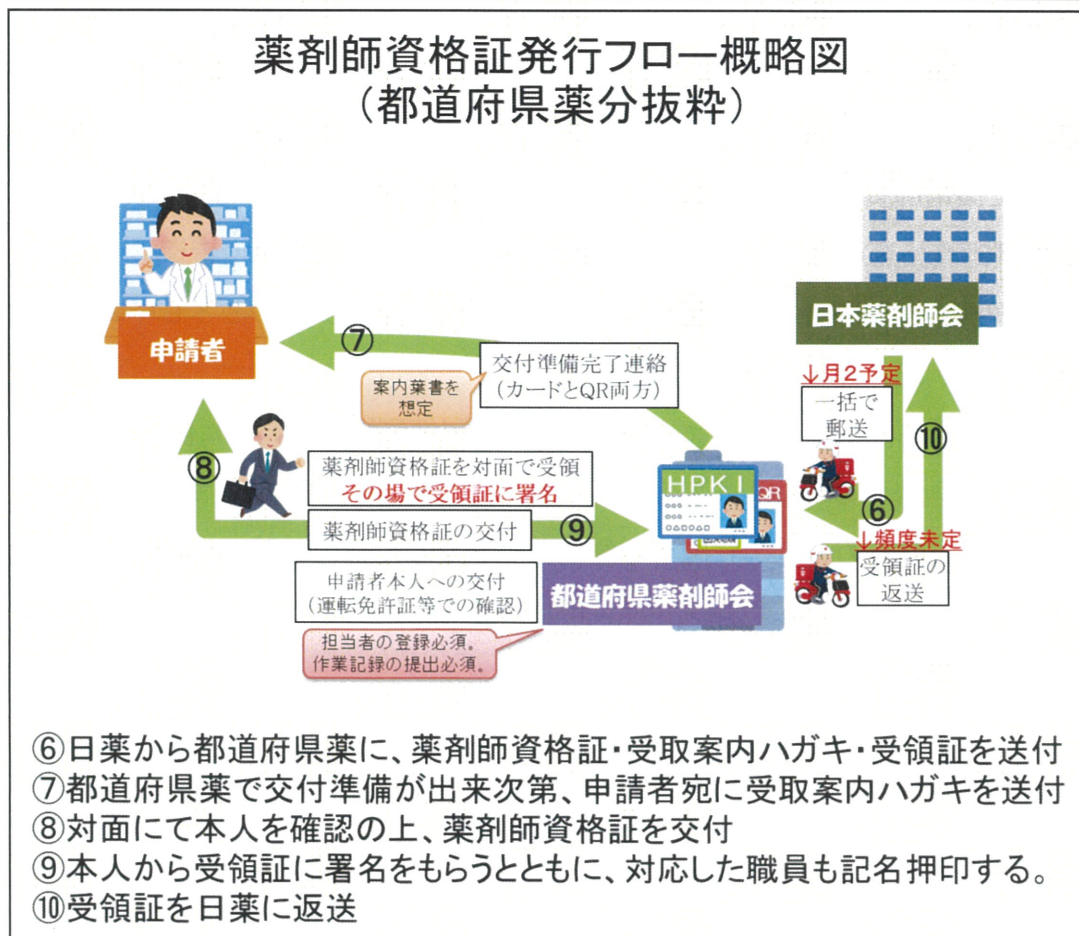 薬剤師資格証発行フロー概略図
(都道府県薬分抜粋)
申請者
日本薬剤師会
⑦
交付準備完了連絡
(カードとQR両方)
案内葉書を
想定
↓月2予定
一括で
郵送
⑩
⑧
薬剤師資格証を対面で受領
その場で受領証に署名
HPKI
QR
⑥
薬剤師資格証の交付
⑨
↓頻度未定
受領証の
返送
申請者本人への交付
(運転免許証等での確認)
都道府県薬剤師会
担当者の登録必須。
作業記録の提出必須。
⑥日薬から都道府県薬に、薬剤師資格証・受取案内ハガキ・受領証を送付
⑦都道府県薬で交付準備が出来次第、申請者宛に受取案内ハガキを送付
⑧対面にて本人を確認の上、薬剤師資格証を交付
⑨本人から受領証に署名をもらうとともに、対応した職員も記名押印する。
⑩受領証を日薬に返送